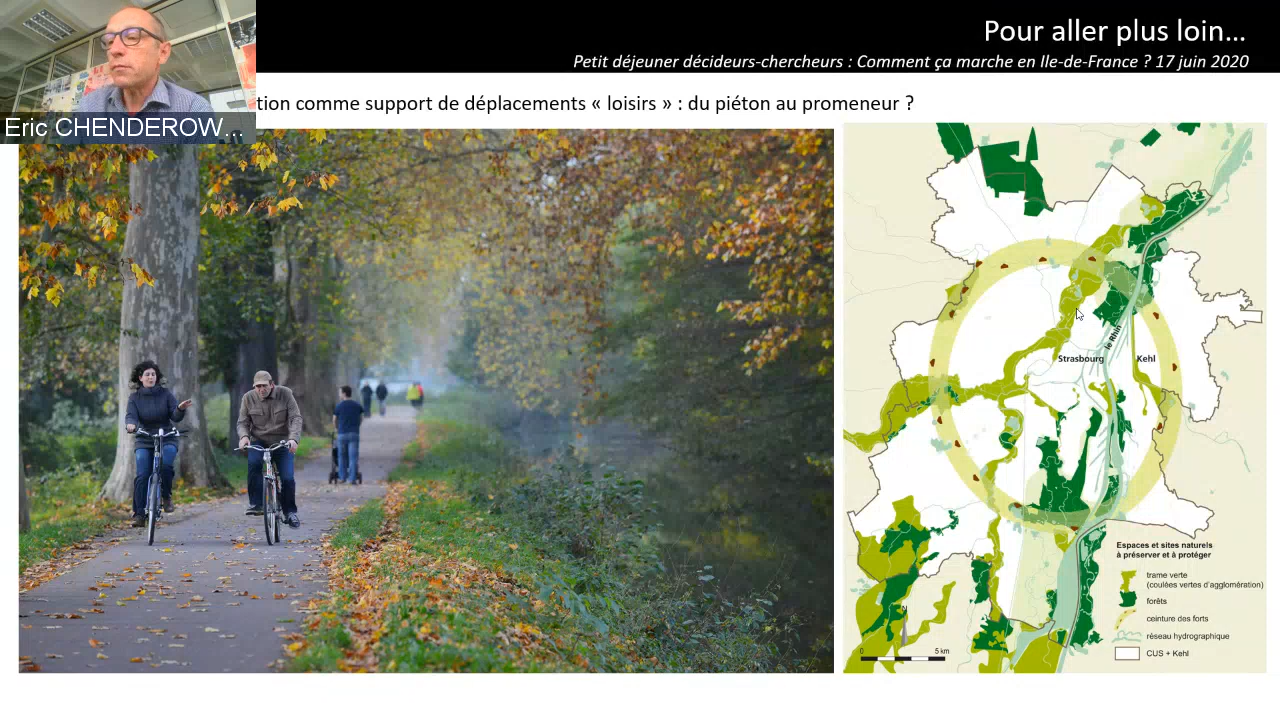 Pour aller plus loin...
Petit déjeuner décideurs-chercheurs : Comment ça marche en Ile-de-France ? 17 juin 2020
tion comme support de déplacements « loisirs » : du piéton au promeneur ?
Eric CHENDEROW...
le Rhin
Strasbourg
Kehl
Espaces et sites naturels
à préserver et à protéger
trame verte
(coulées vertes d'agglomération)
forêts
ceinture des forts
réseau hydrographique
CUS + Kehl
N
5 km